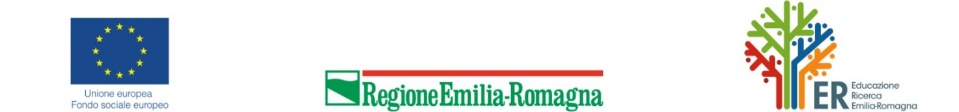 Unione europea
Fondo sociale europeo
RegioneEmilia-Romagna
ER
Educazione
Ricerca
Emilia-Romagna